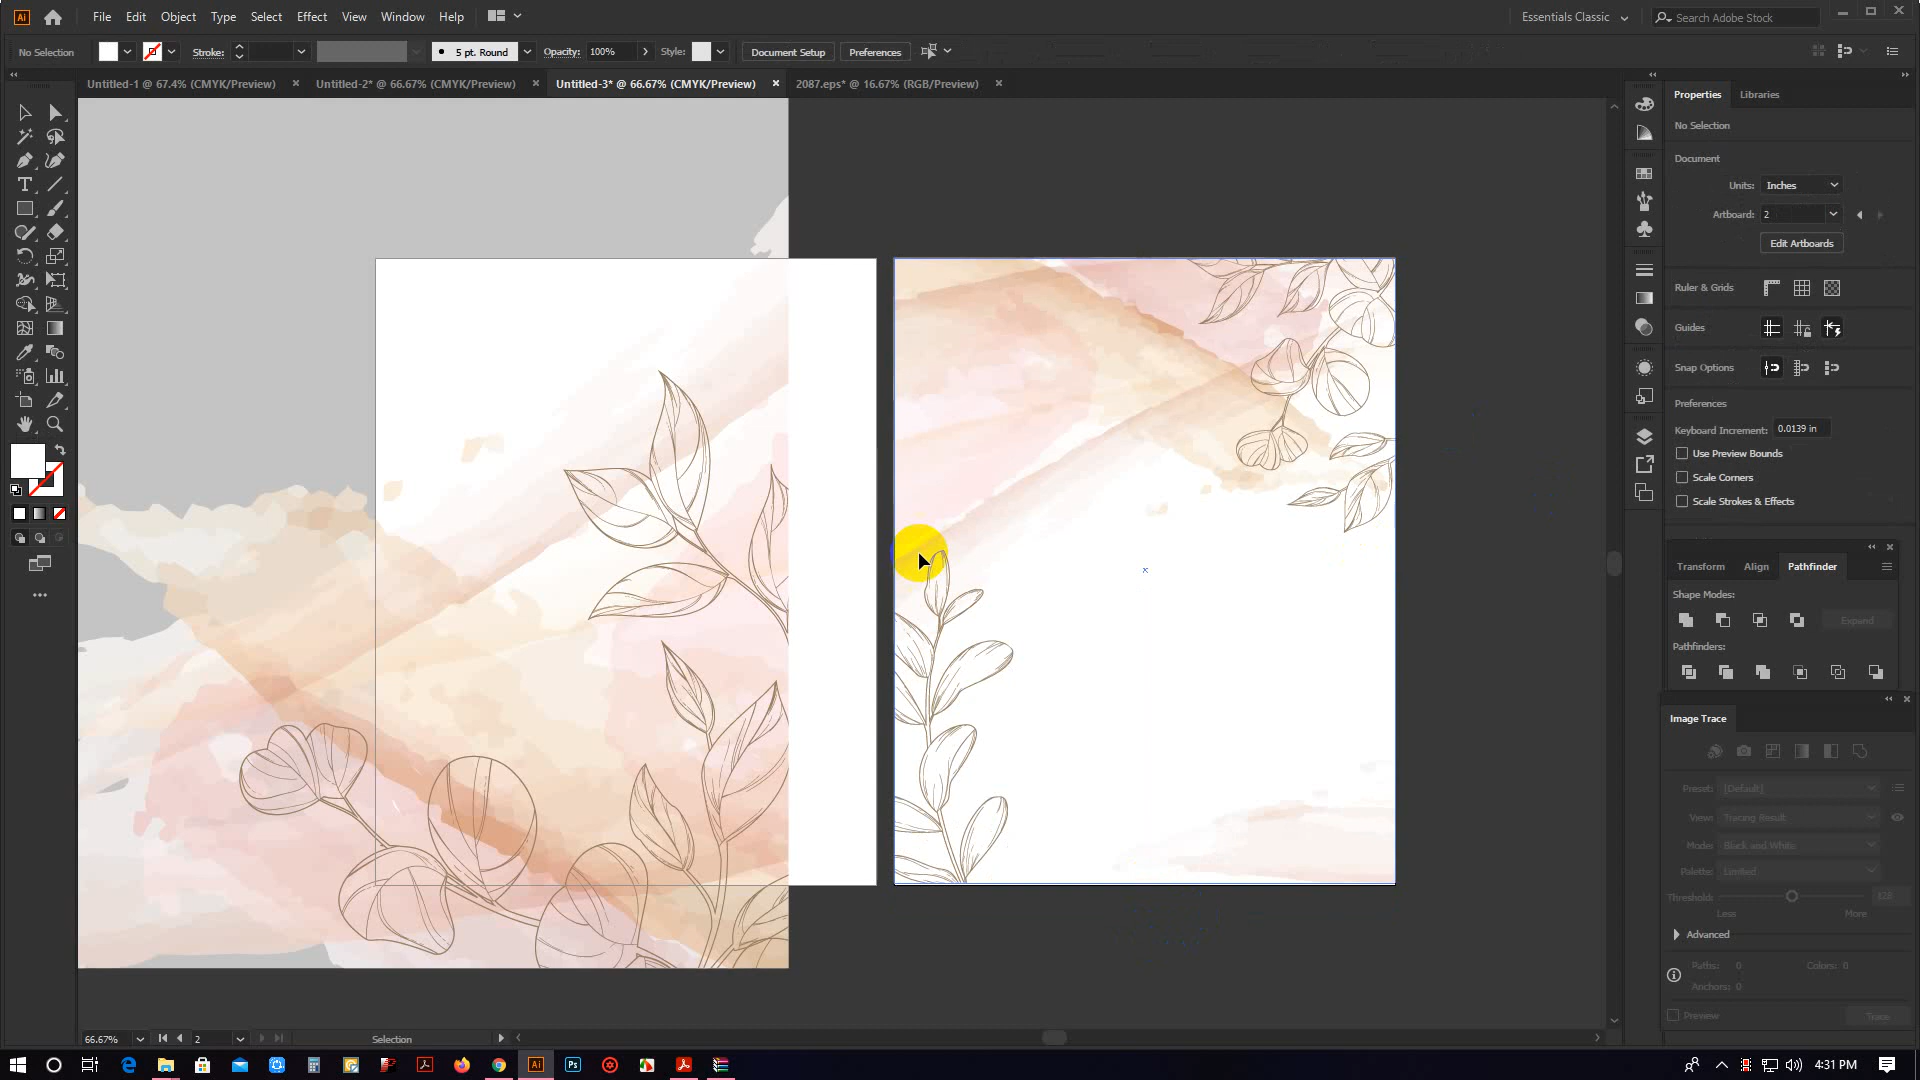 Ai File Edit Object Type Select Effect View Window Help Essentials Classic Search Adobe Stock
No Selection Stroke: 5 pt. Round Opacity: 100% Style: Document Setup Preferences
Untitled-1 @ 67.4% (CMYK/Preview) Untitled-2* @ 66.67% (CMYK/Preview) Untitled-3* @ 66.67% (CMYK/Preview) 2087.eps* @ 16.67% (RGB/Preview)
Properties Libraries
No Selection
Document
Units: Inches
Artboard: 2
Edit Artboards
Ruler & Grids
Guides
Snap Options
Preferences
Keyboard Increment: 0.0139 in
Use Preview Bounds
Scale Corners
Scale Strokes & Effects
Transform Align Pathfinder
Shape Modes:
Expand
Pathfinders:
Image Trace
Preset: [Default]
View: Tracing Result
Mode: Black and White
Palette: Limited
Threshold: 128
Less More
Advanced
Paths: 0 Colors: 0
Anchors: 0
Preview Trace
66.67% 2 Selection
Ai Ps 4:31 PM